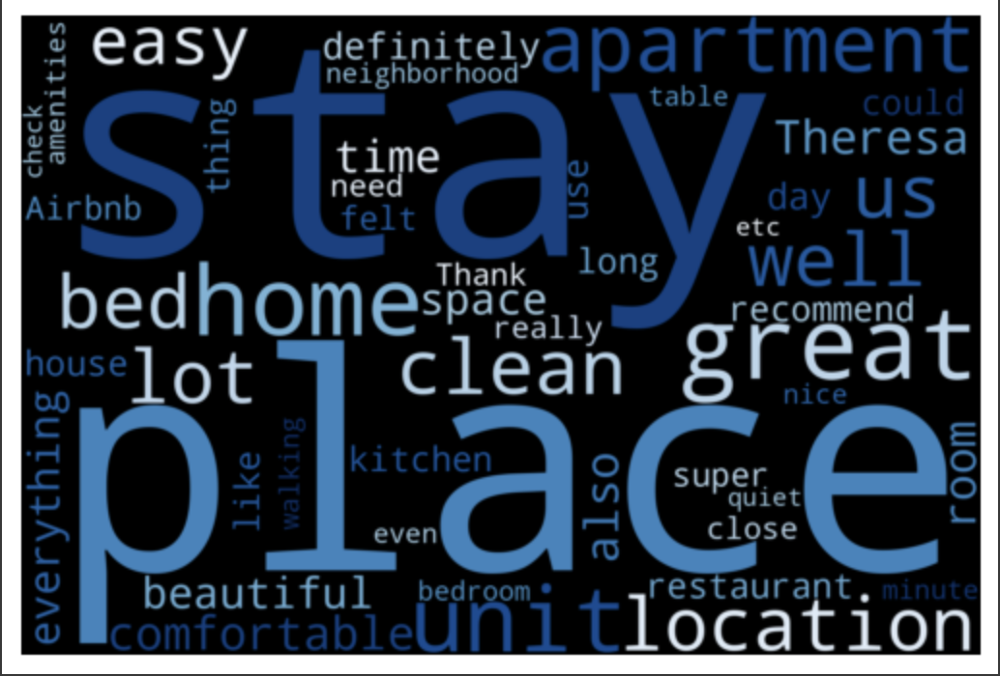 easy
definitely
apartment
neighborhood
check
amenities
stay
thing
table
could
time
Theresa
need
use
Airbnb
felt
day
us
etc
long
well
bed
home
Thank
space
recommend
really
great
house
lot
clean
nice
place
everything
like
walking
kitchen
also
super
quiet
room
even
close
beautiful
bedroom
restaurant
minute
comfortable
unit
location